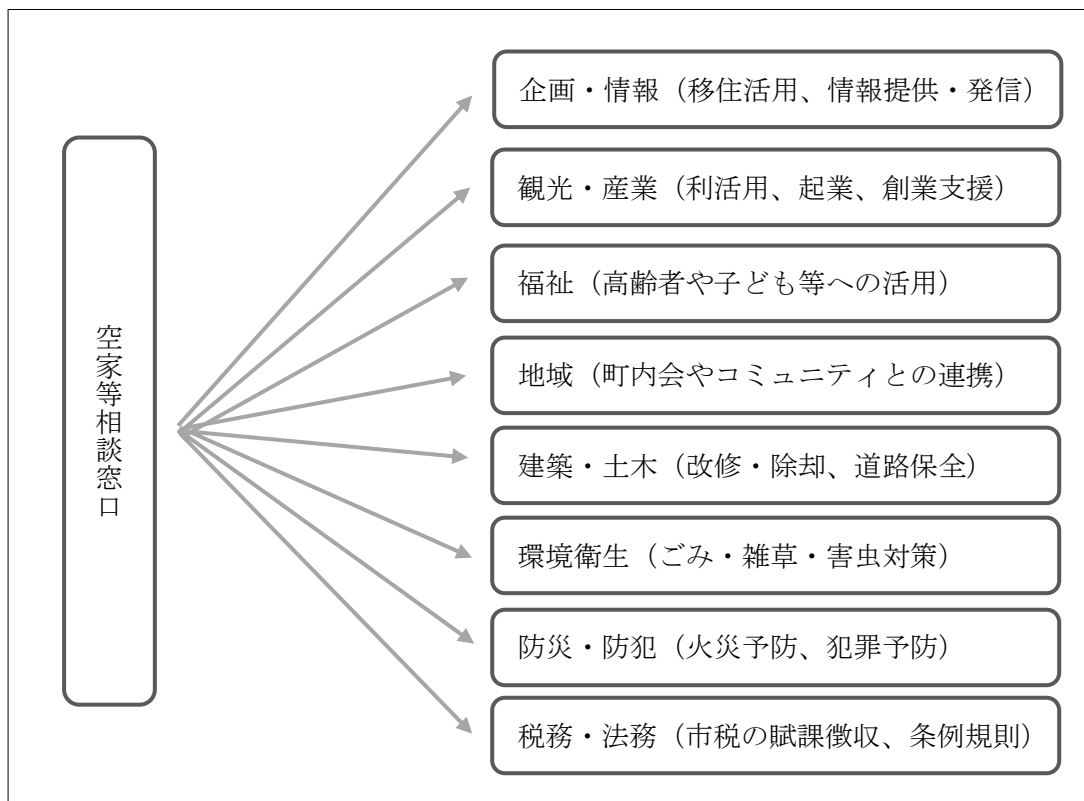 空家等相談窓口
企画・情報（移住活用、情報提供・発信）
観光・産業（利活用、起業、創業支援）
福祉（高齢者や子ども等への活用）
地域（町内会やコミュニティとの連携）
建築・土木（改修・除却、道路保全）
環境衛生（ごみ・雑草・害虫対策）
防災・防犯（火災予防、犯罪予防）
税務・法務（市税の賦課徴収、条例規則）